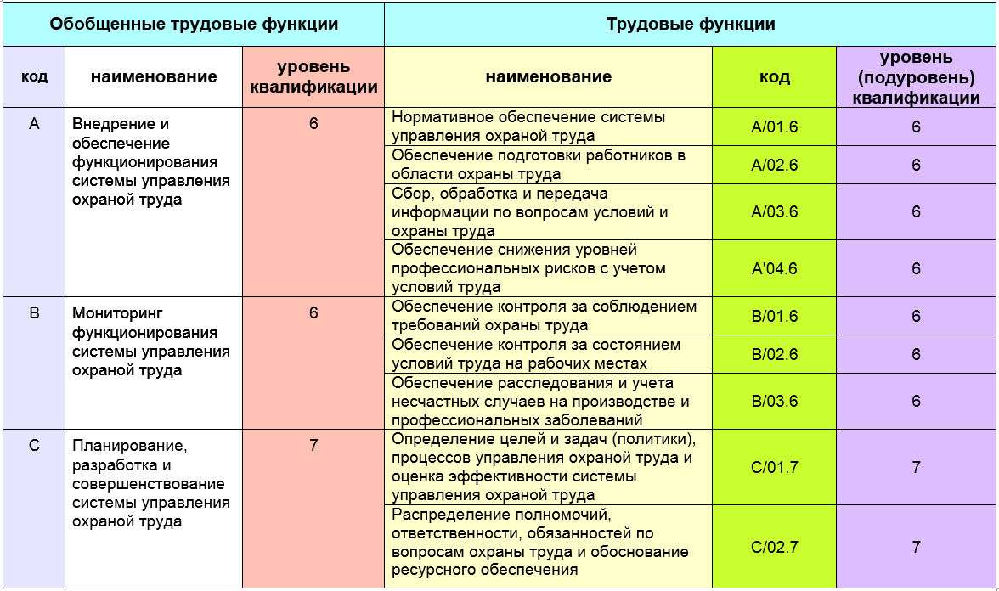 Обобщенные трудовые функции
Трудовые функции
код
наименование
уровень
квалификации
наименование
код
уровень
(подуровень)
квалификации
A
Внедрение и
обеспечение
функционирования
системы управления
охраной труда
6
Нормативное обеспечение системы
управления охраной труда
A/01.6
6
Обеспечение подготовки работников в
области охраны труда
A/02.6
6
Сбор, обработка и передача
информации по вопросам условий и
охраны труда
A/03.6
6
Обеспечение снижения уровней
профессиональных рисков с учетом
условий труда
A'04.6
6
B
Мониторинг
функционирования
системы управления
охраной труда
6
Обеспечение контроля за соблюдением
требований охраны труда
B/01.6
6
Обеспечение контроля за состоянием
условий труда на рабочих местах
B/02.6
6
Обеспечение расследования и учета
несчастных случаев на производстве и
профессиональных заболеваний
B/03.6
6
C
Планирование,
разработка и
совершенствование
системы управления
охраной труда
7
Определение целей и задач (политики),
процессов управления охраной труда и
оценка эффективности системы
управления охраной труда
C/01.7
7
Распределение полномочий,
ответственности, обязанностей по
вопросам охраны труда и обоснование
ресурсного обеспечения
C/02.7
7